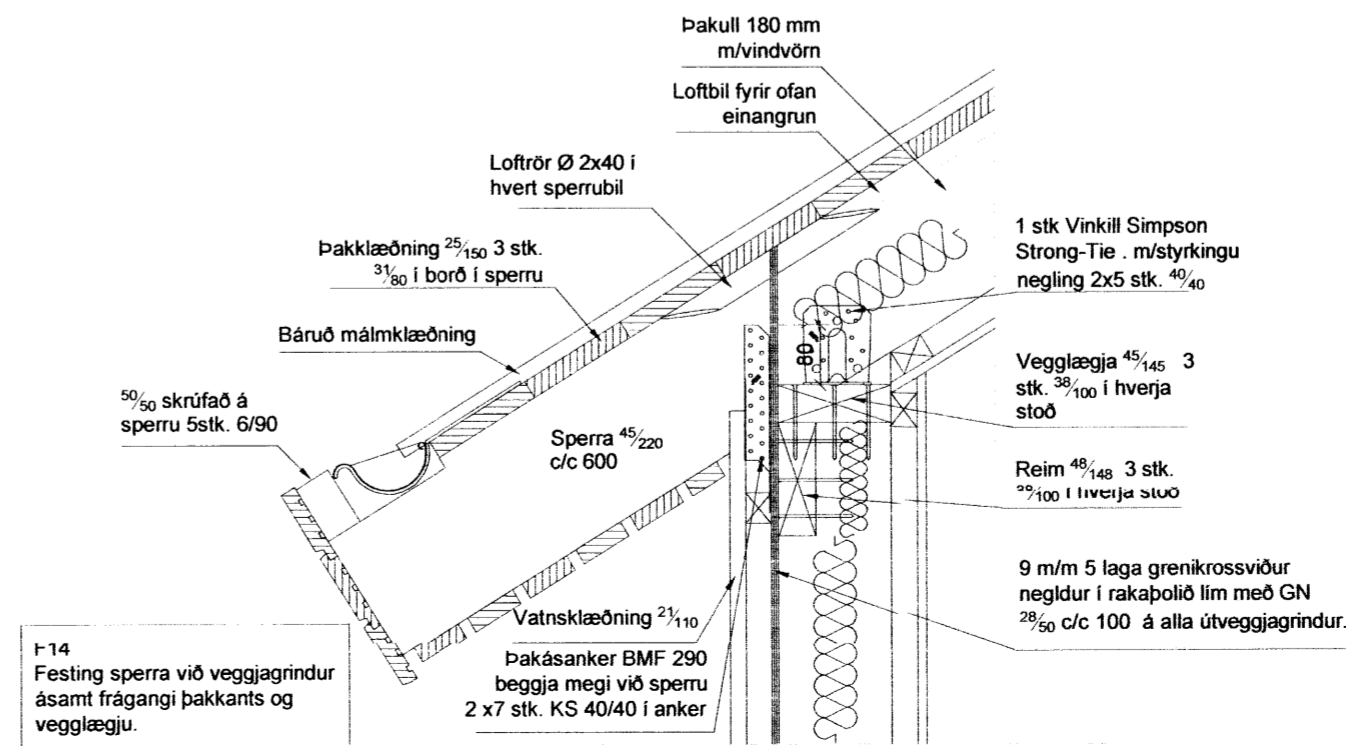 Þakull 180 mm
m/vindvörn
Loftbil fyrir ofan
einangrun
Loftrör Ø 2x40 í
hvert sperrubil
Þakklæðning 25/150 3 stk.
31/80 í borð í sperru
Báruð málmklæðning
50/50 skrúfað á
sperru 5stk. 6/90
Sperra 45/220
c/c 600
80
1 stk Vinkill Simpson
Strong-Tie . m/styrkingu
negling 2x5 stk. 40/40
Vegglægja 45/145 3
stk. 38/100 í hverja
stoð
Reim 48/148 3 stk.
í hverja stoð
9 m/m 5 laga grenikrossviður
negldur í rakaþolið lím með GN
28/50 c/c 100 á alla útveggjagrindur.
Vatnsklæðning 21/110
Þakásanker BMF 290
beggja megi við sperru
2 x7 stk. KS 40/40 í anker
F14
Festing sperra við veggjagrindur
ásamt frágangi þakkants og
vegglægju.